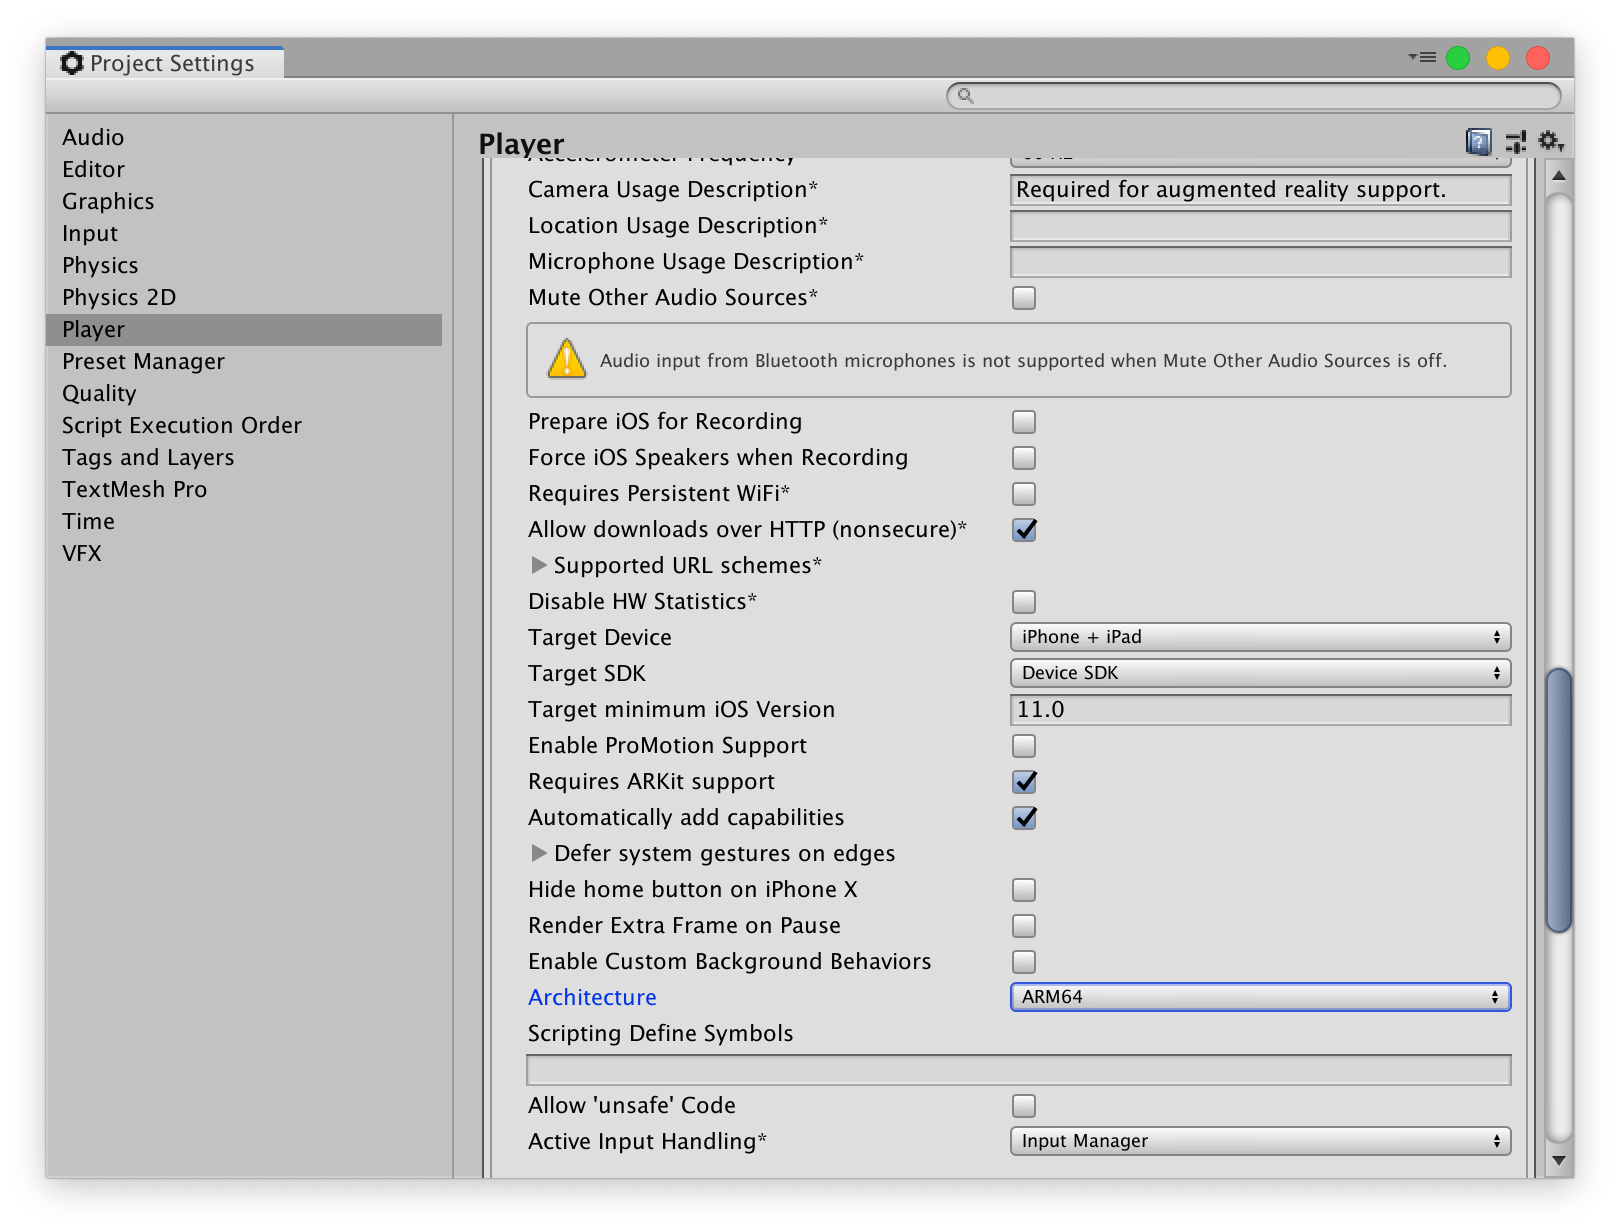 Project Settings
Audio
Editor
Graphics
Input
Physics
Physics 2D
Player
Preset Manager
Quality
Script Execution Order
Tags and Layers
TextMesh Pro
Time
VFX
Player
Accelerometer Frequency
Camera Usage Description* Required for augmented reality support.
Location Usage Description*
Microphone Usage Description*
Mute Other Audio Sources*
Audio input from Bluetooth microphones is not supported when Mute Other Audio Sources is off.
Prepare iOS for Recording
Force iOS Speakers when Recording
Requires Persistent WiFi*
Allow downloads over HTTP (nonsecure)*
Supported URL schemes*
Disable HW Statistics*
Target Device iPhone + iPad
Target SDK Device SDK
Target minimum iOS Version 11.0
Enable ProMotion Support
Requires ARKit support
Automatically add capabilities
Defer system gestures on edges
Hide home button on iPhone X
Render Extra Frame on Pause
Enable Custom Background Behaviors
Architecture ARM64
Scripting Define Symbols
Allow 'unsafe' Code
Active Input Handling* Input Manager